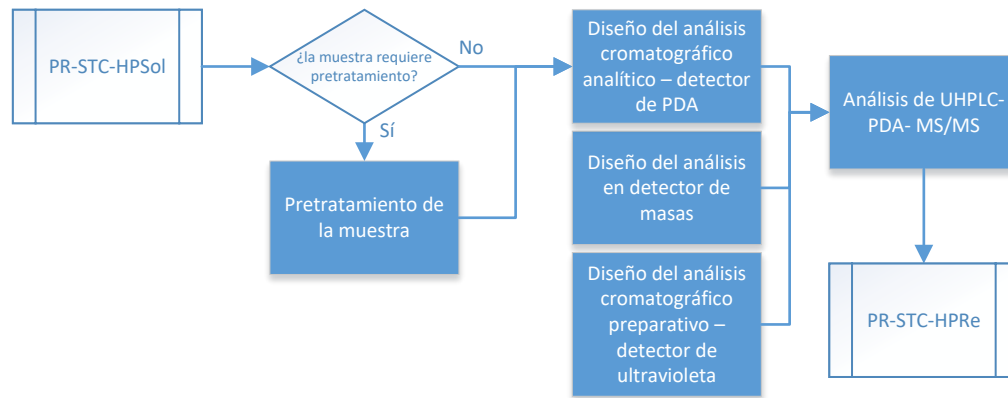 PR-STC-HPSol
¿la muestra requiere
pretratamiento?
No
Sí
Pretratamiento de
la muestra
Diseño del análisis
cromatográfico
analítico – detector
de PDA
Diseño del análisis
en detector de
masas
Diseño del análisis
cromatográfico
preparativo –
detector de
ultravioleta
Análisis de UHPLC-
PDA- MS/MS
PR-STC-HPRe